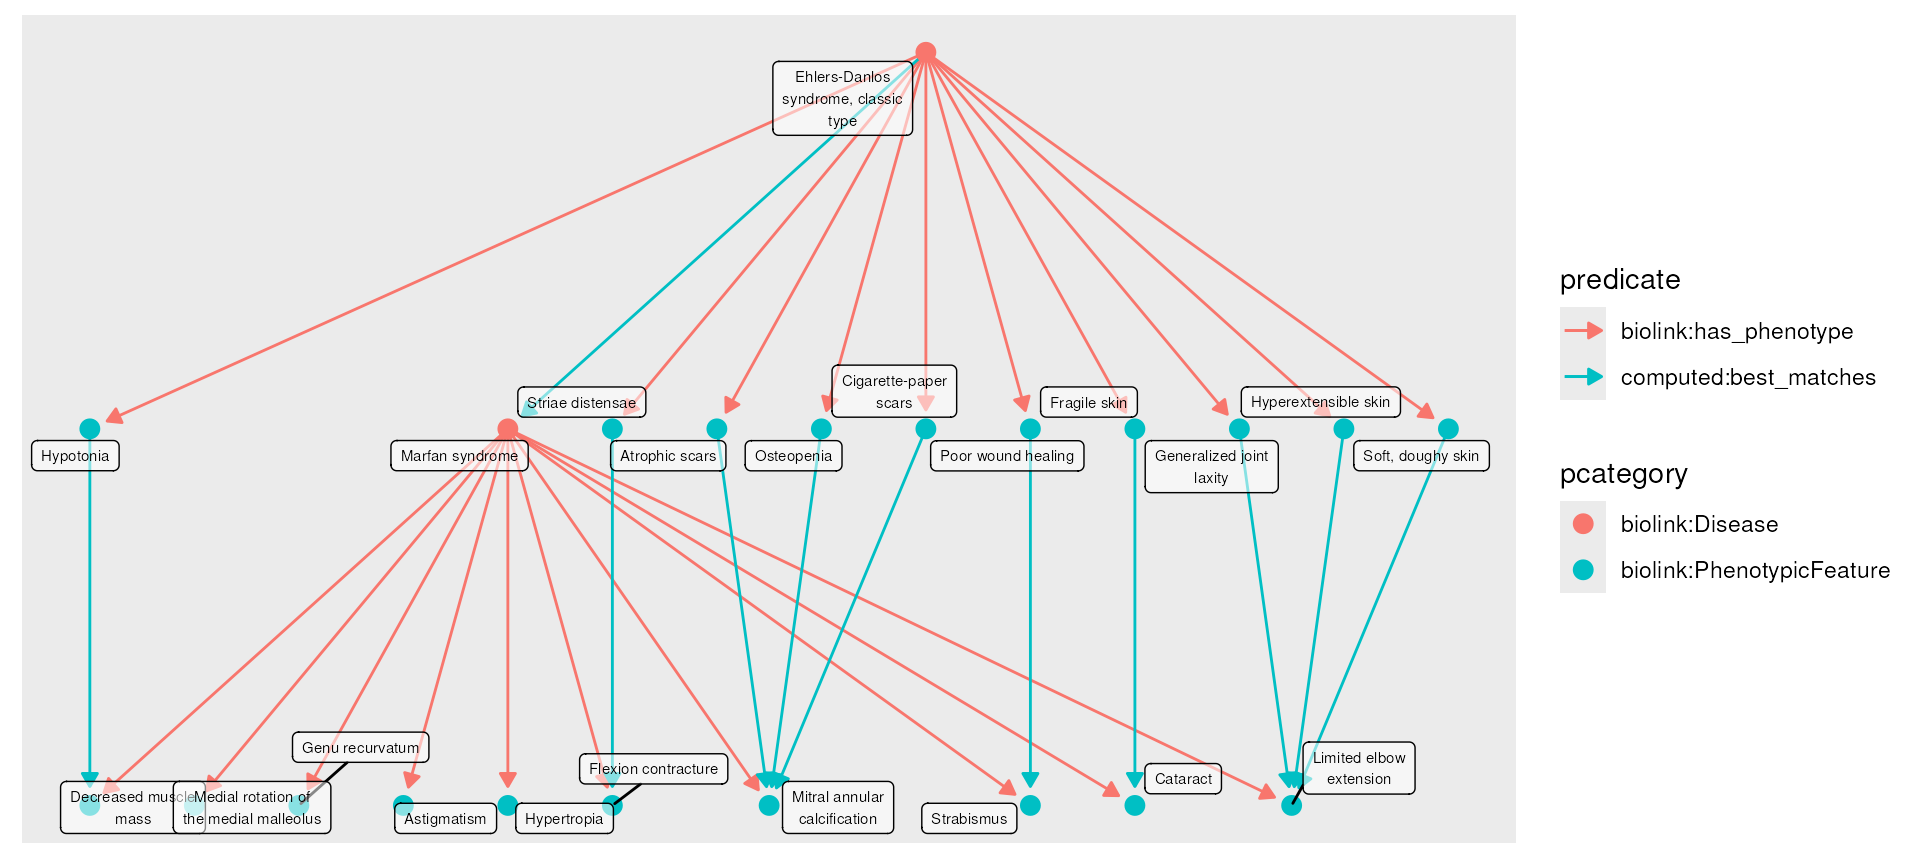 Ehlers-Danlos
syndrome, classic
type
Cigarette-paper
scars
Striae distensae
Fragile skin
Hyperextensible skin
Hypotonia
Marfan syndrome
Atrophic scars
Osteopenia
Poor wound healing
Generalized joint
laxity
Soft, doughy skin
Genu recurvatum
Flexion contracture
Limited elbow
extension
Cataract
Decreased muscle
mass
Medial rotation of
the medial malleolus
Astigmatism
Hypertropia
Mitral annular
calcification
Strabismus
predicate
biolink:has_phenotype
computed:best_matches
pcategory
biolink:Disease
biolink:PhenotypicFeature